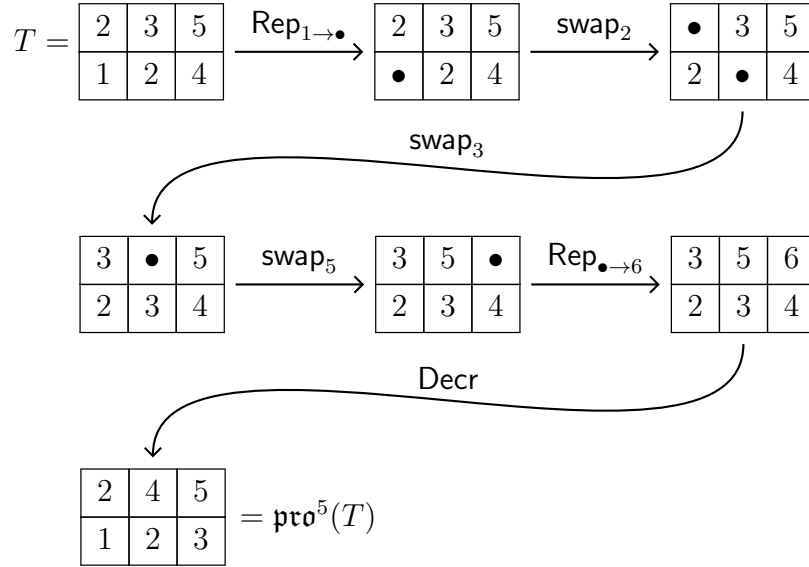 T = 2 3 5 Rep₁→• 2 3 5 swap₂ • 3 5
1 2 4 • 2 4 2 • 4
swap₃
3 • 5 swap₅ 3 5 • Rep•→6 3 5 6
2 3 4 2 3 4 2 3 4
Decr
2 4 5
1 2 3 = 𝔭𝔯𝔬⁵(T)